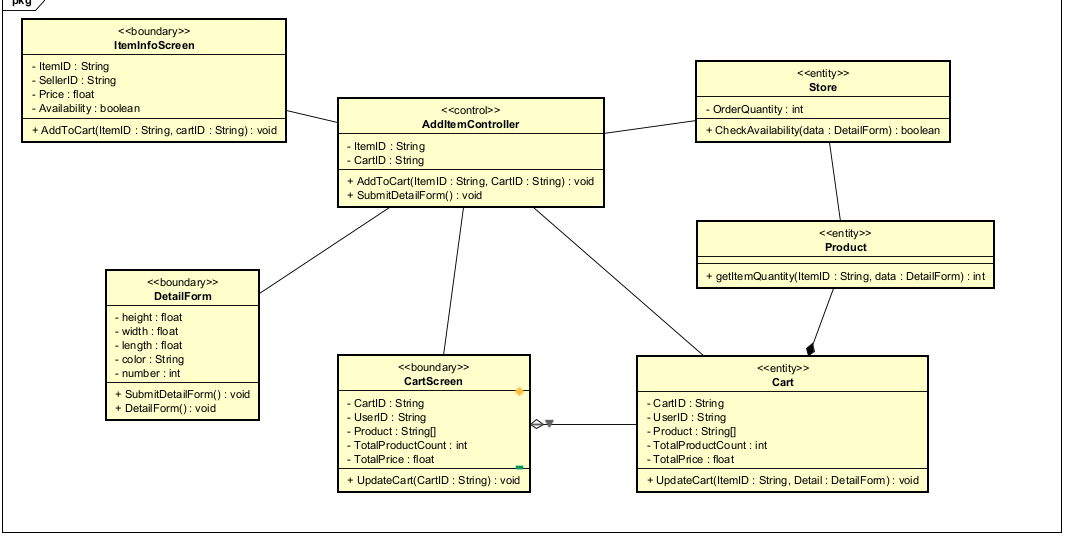 pkg
<<boundary>>
ItemInfoScreen
- ItemID : String
- SellerID : String
- Price : float
- Availability : boolean
+ AddToCart(ItemID : String, cartID : String) : void
<<control>>
AddItemController
- ItemID : String
- CartID : String
+ AddToCart(ItemID : String, CartID : String) : void
+ SubmitDetailForm() : void
<<entity>>
Store
- OrderQuantity : int
+ CheckAvailability(data : DetailForm) : boolean
<<entity>>
Product
+ getItemQuantity(ItemID : String, data : DetailForm) : int
<<boundary>>
DetailForm
- height : float
- width : float
- length : float
- color : String
- number : int
+ SubmitDetailForm() : void
+ DetailForm() : void
<<boundary>>
CartScreen
- CartID : String
- UserID : String
- Product : String[]
- TotalProductCount : int
- TotalPrice : float
+ UpdateCart(CartID : String) : void
<<entity>>
Cart
- CartID : String
- UserID : String
- Product : String[]
- TotalProductCount : int
- TotalPrice : float
+ UpdateCart(ItemID : String, Detail : DetailForm) : void